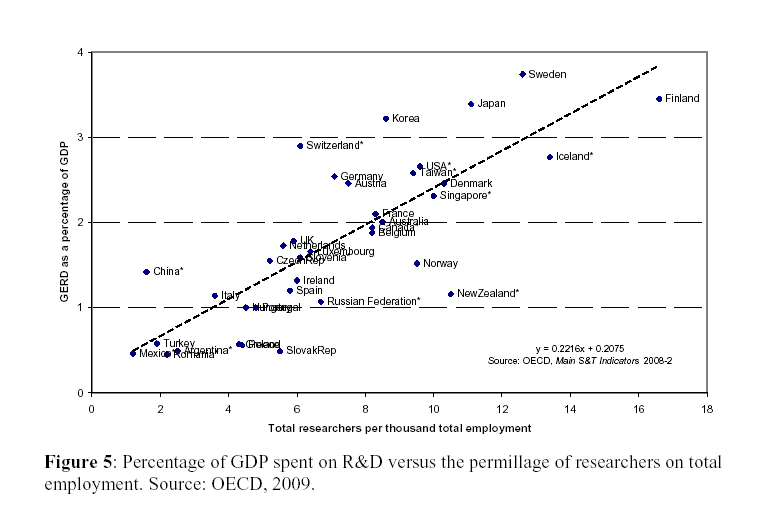 4
Sweden
Japan
Finland
Korea
3
Switzerland*
Iceland*
USA*
Taiwan*
Germany
Austria
Denmark
Singapore*
2
France
Australia
Canada
Belgium
UK
Netherlands
Luxembourg
Slovenia
CzechRep
Norway
China*
Ireland
Spain
NewZealand*
Italy
Russian Federation*
1
Hungary
Portugal
Turkey
Poland
Mexico
Romania*
Argentina*
SlovakRep
y = 0.2216x + 0.2075
Source: OECD, Main S&T Indicators 2008-2
0
0 2 4 6 8 10 12 14 16 18
GERD as a percentage of GDP
Total researchers per thousand total employment
Figure 5: Percentage of GDP spent on R&D versus the permillage of researchers on total
employment. Source: OECD, 2009.